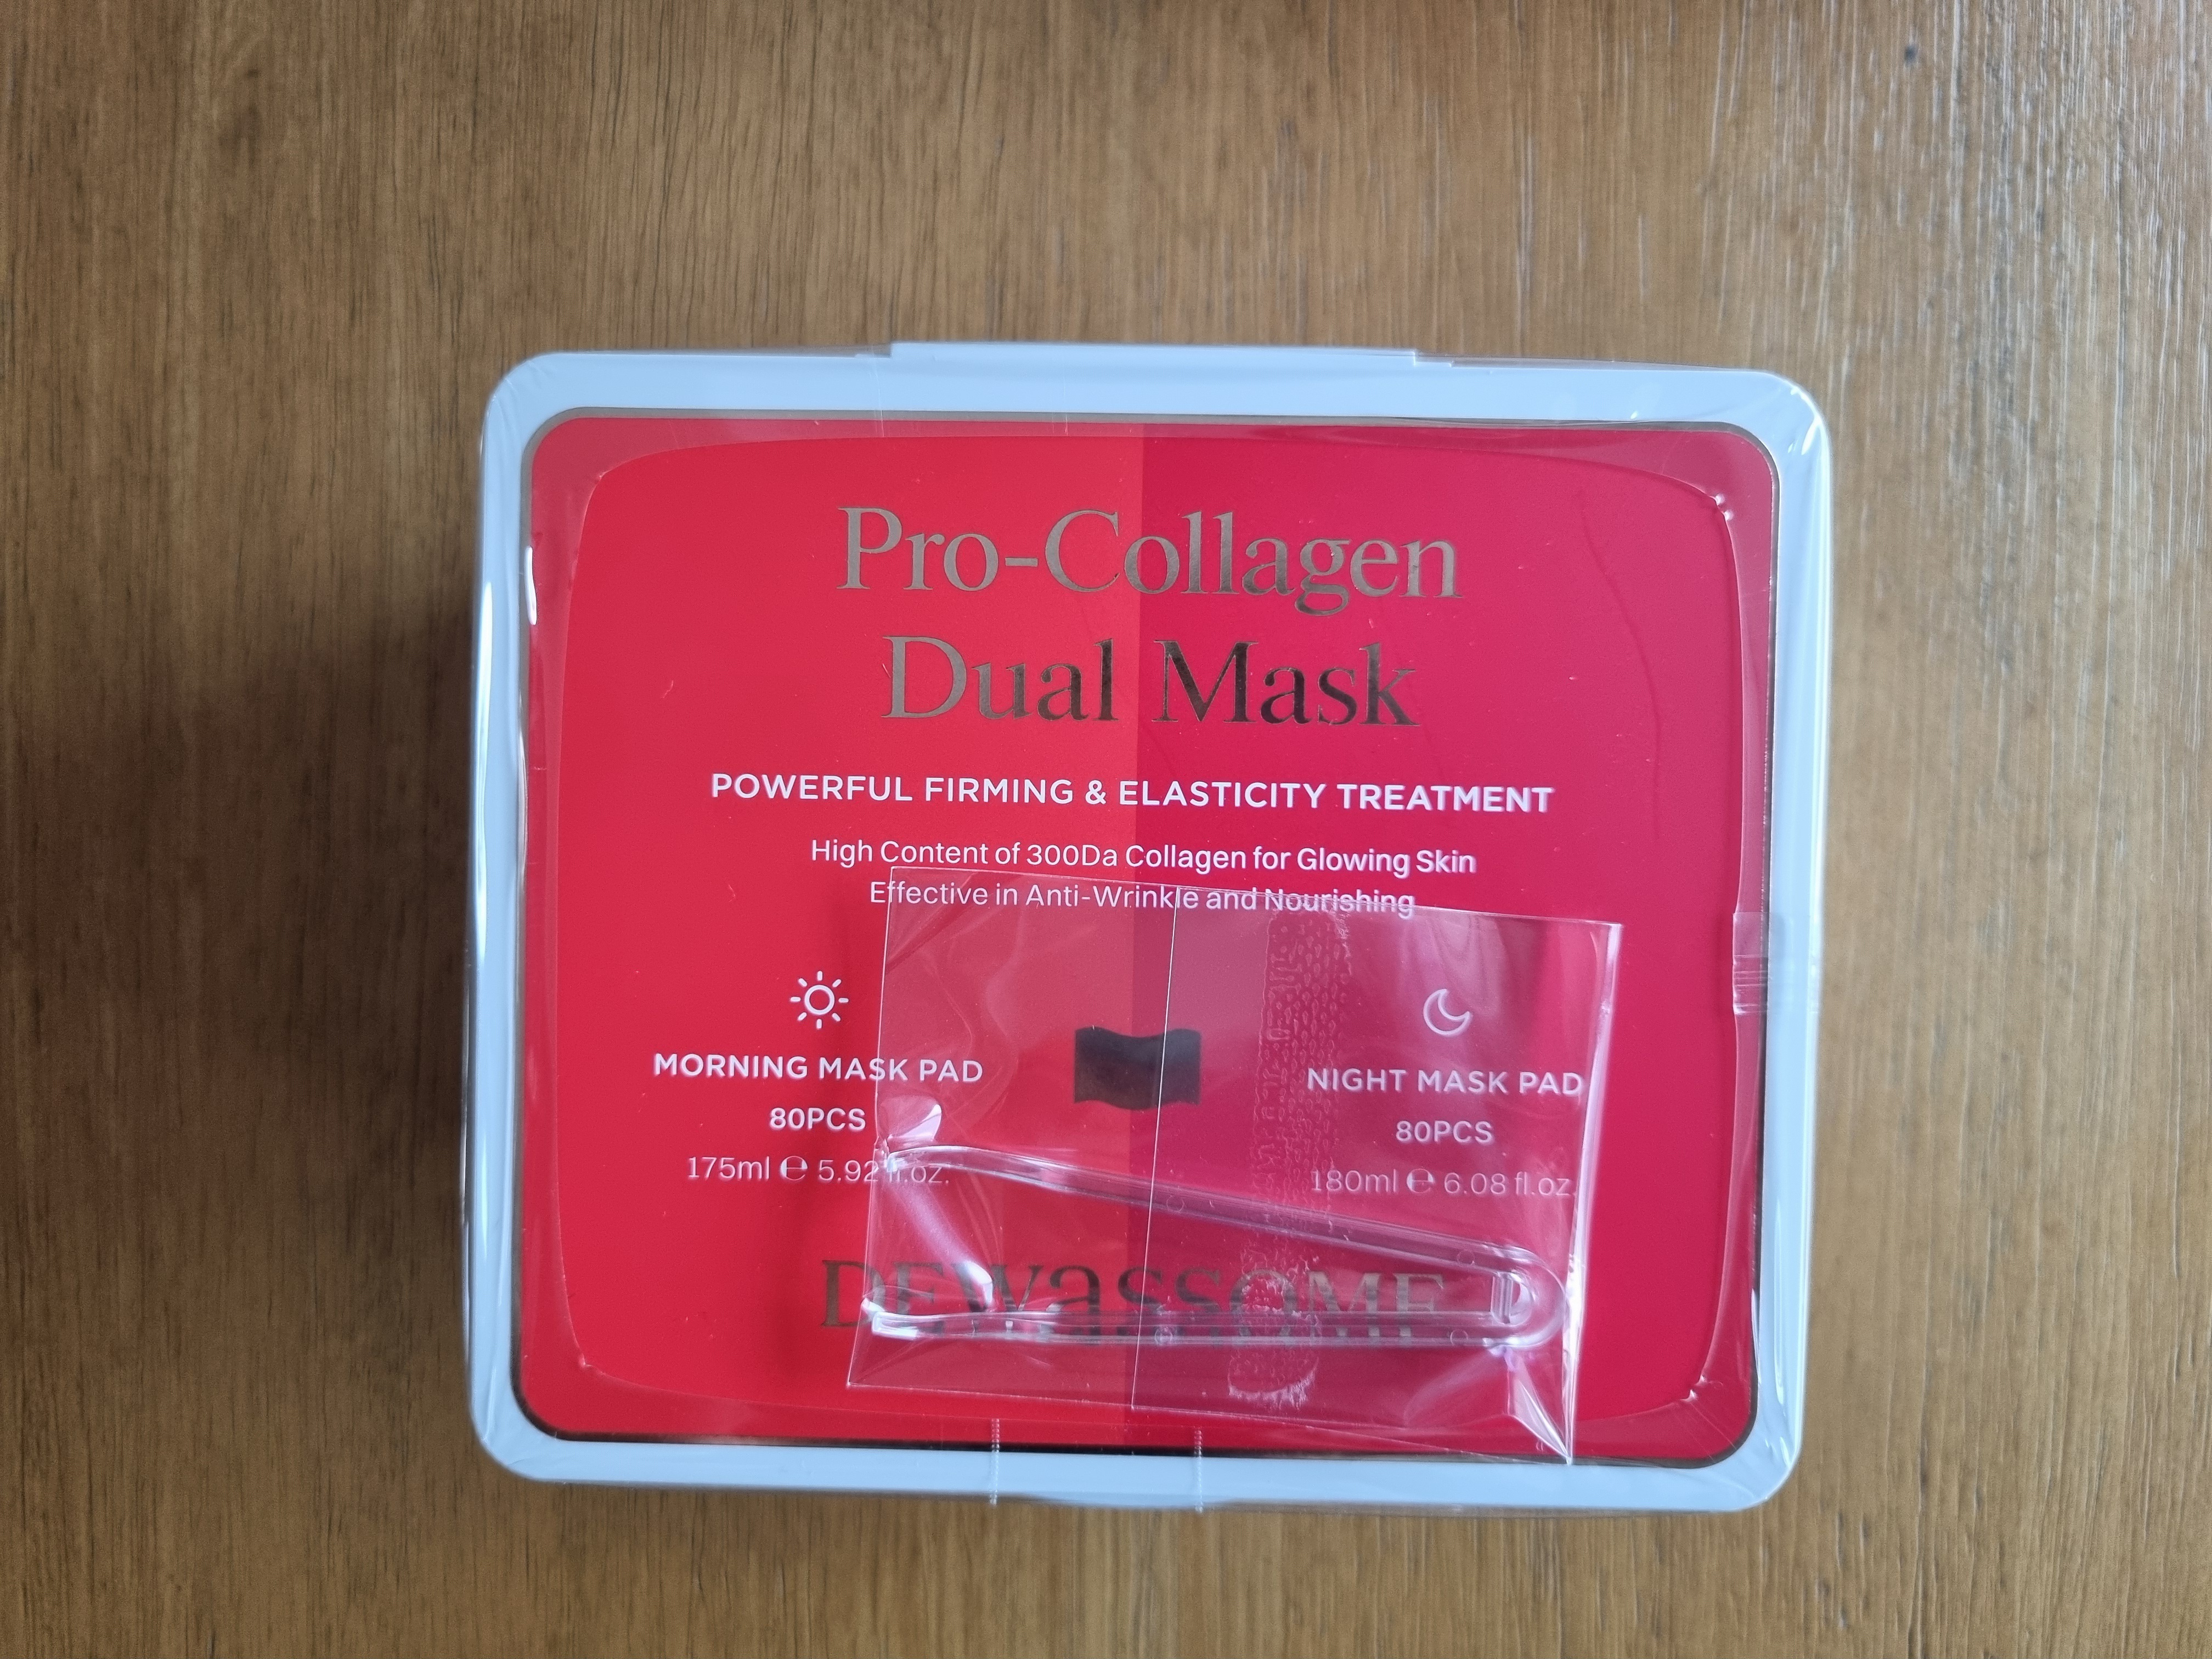 Pro-Collagen
Dual Mask
POWERFUL FIRMING & ELASTICITY TREATMENT
High Content of 300Da Collagen for Glowing Skin
Effective in Anti-Wrinkle and Nourishing
MORNING MASK PAD
80PCS
175ml ℮ 5.92 fl.oz.
NIGHT MASK PAD
80PCS
180ml ℮ 6.08 fl.oz.
DEWaSSOME